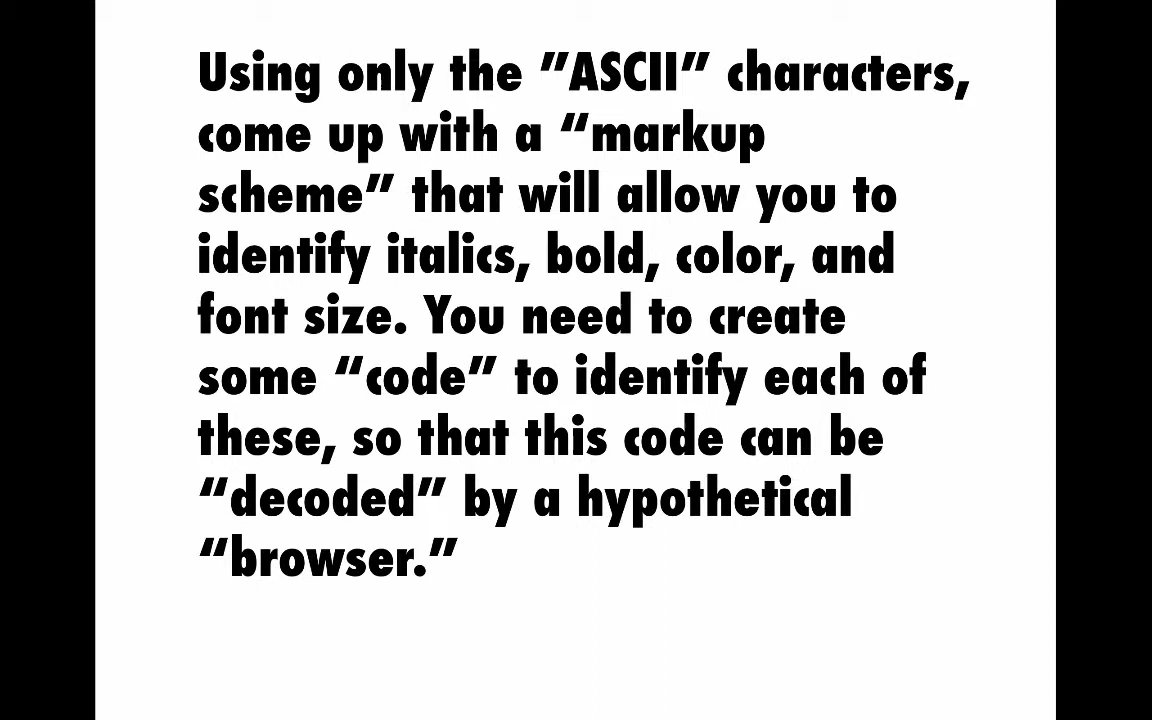 Using only the ”ASCII” characters,
come up with a “markup
scheme” that will allow you to
identify italics, bold, color, and
font size. You need to create
some “code” to identify each of
these, so that this code can be
“decoded” by a hypothetical
“browser.”